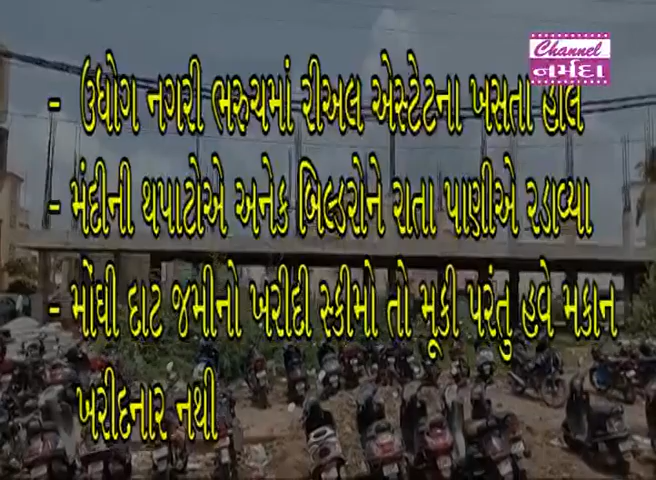 Channel
નર્મદા
- ઉધોગ નગરી ભરુચમાં રીઅલ એસ્ટેટના ખસતા હાલ
- મંદીની થપાટોએ અનેક બિલ્ડરોને રાતા પાણીએ રડાવ્યા
- મોંઘી દાટ જમીનો ખરીદી સ્કીમો તો મૂકી પરંતુ હવે મકાન
ખરીદનાર નથી